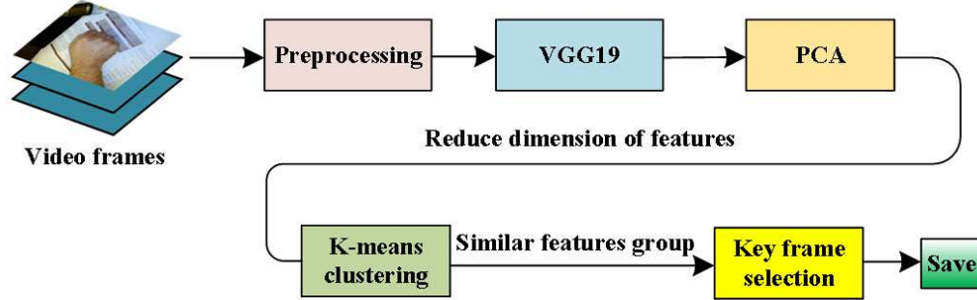 Preprocessing
VGG19
PCA
Video frames
Reduce dimension of features
K-means
clustering
Similar features group
Key frame
selection
Save